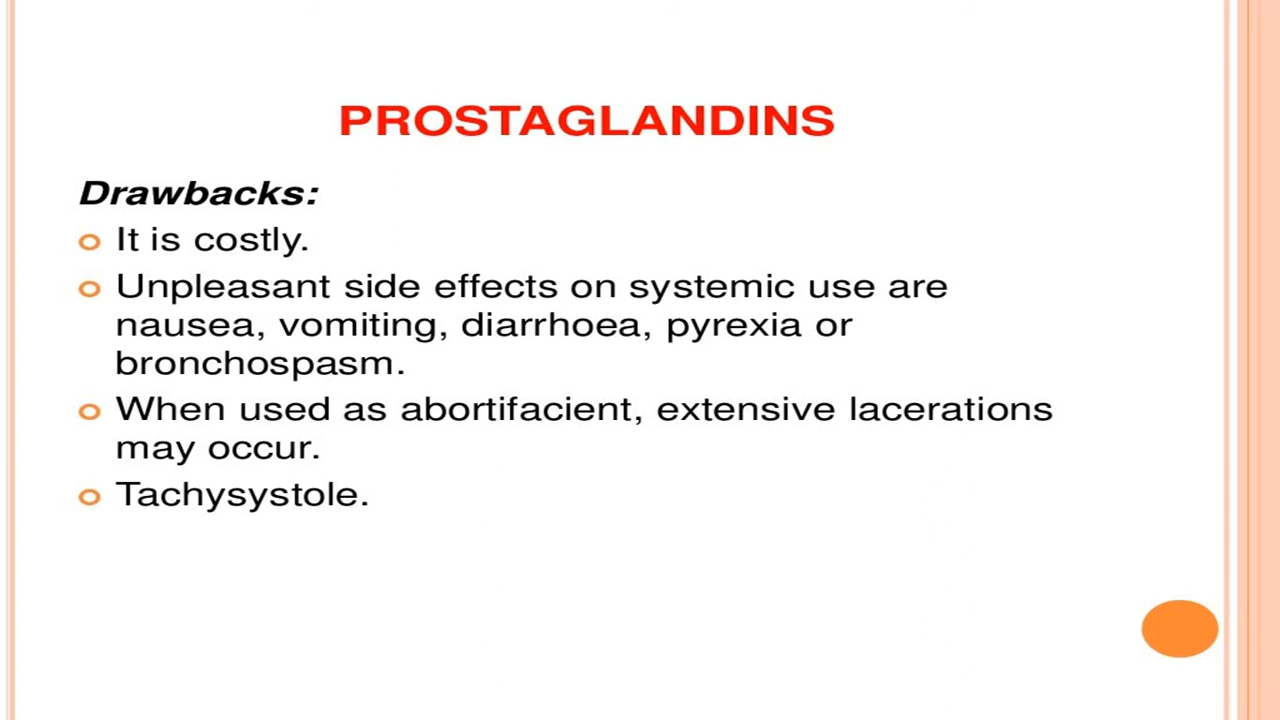 PROSTAGLANDINS
Drawbacks:
It is costly.
Unpleasant side effects on systemic use are
nausea, vomiting, diarrhoea, pyrexia or
bronchospasm.
When used as abortifacient, extensive lacerations
may occur.
Tachysystole.